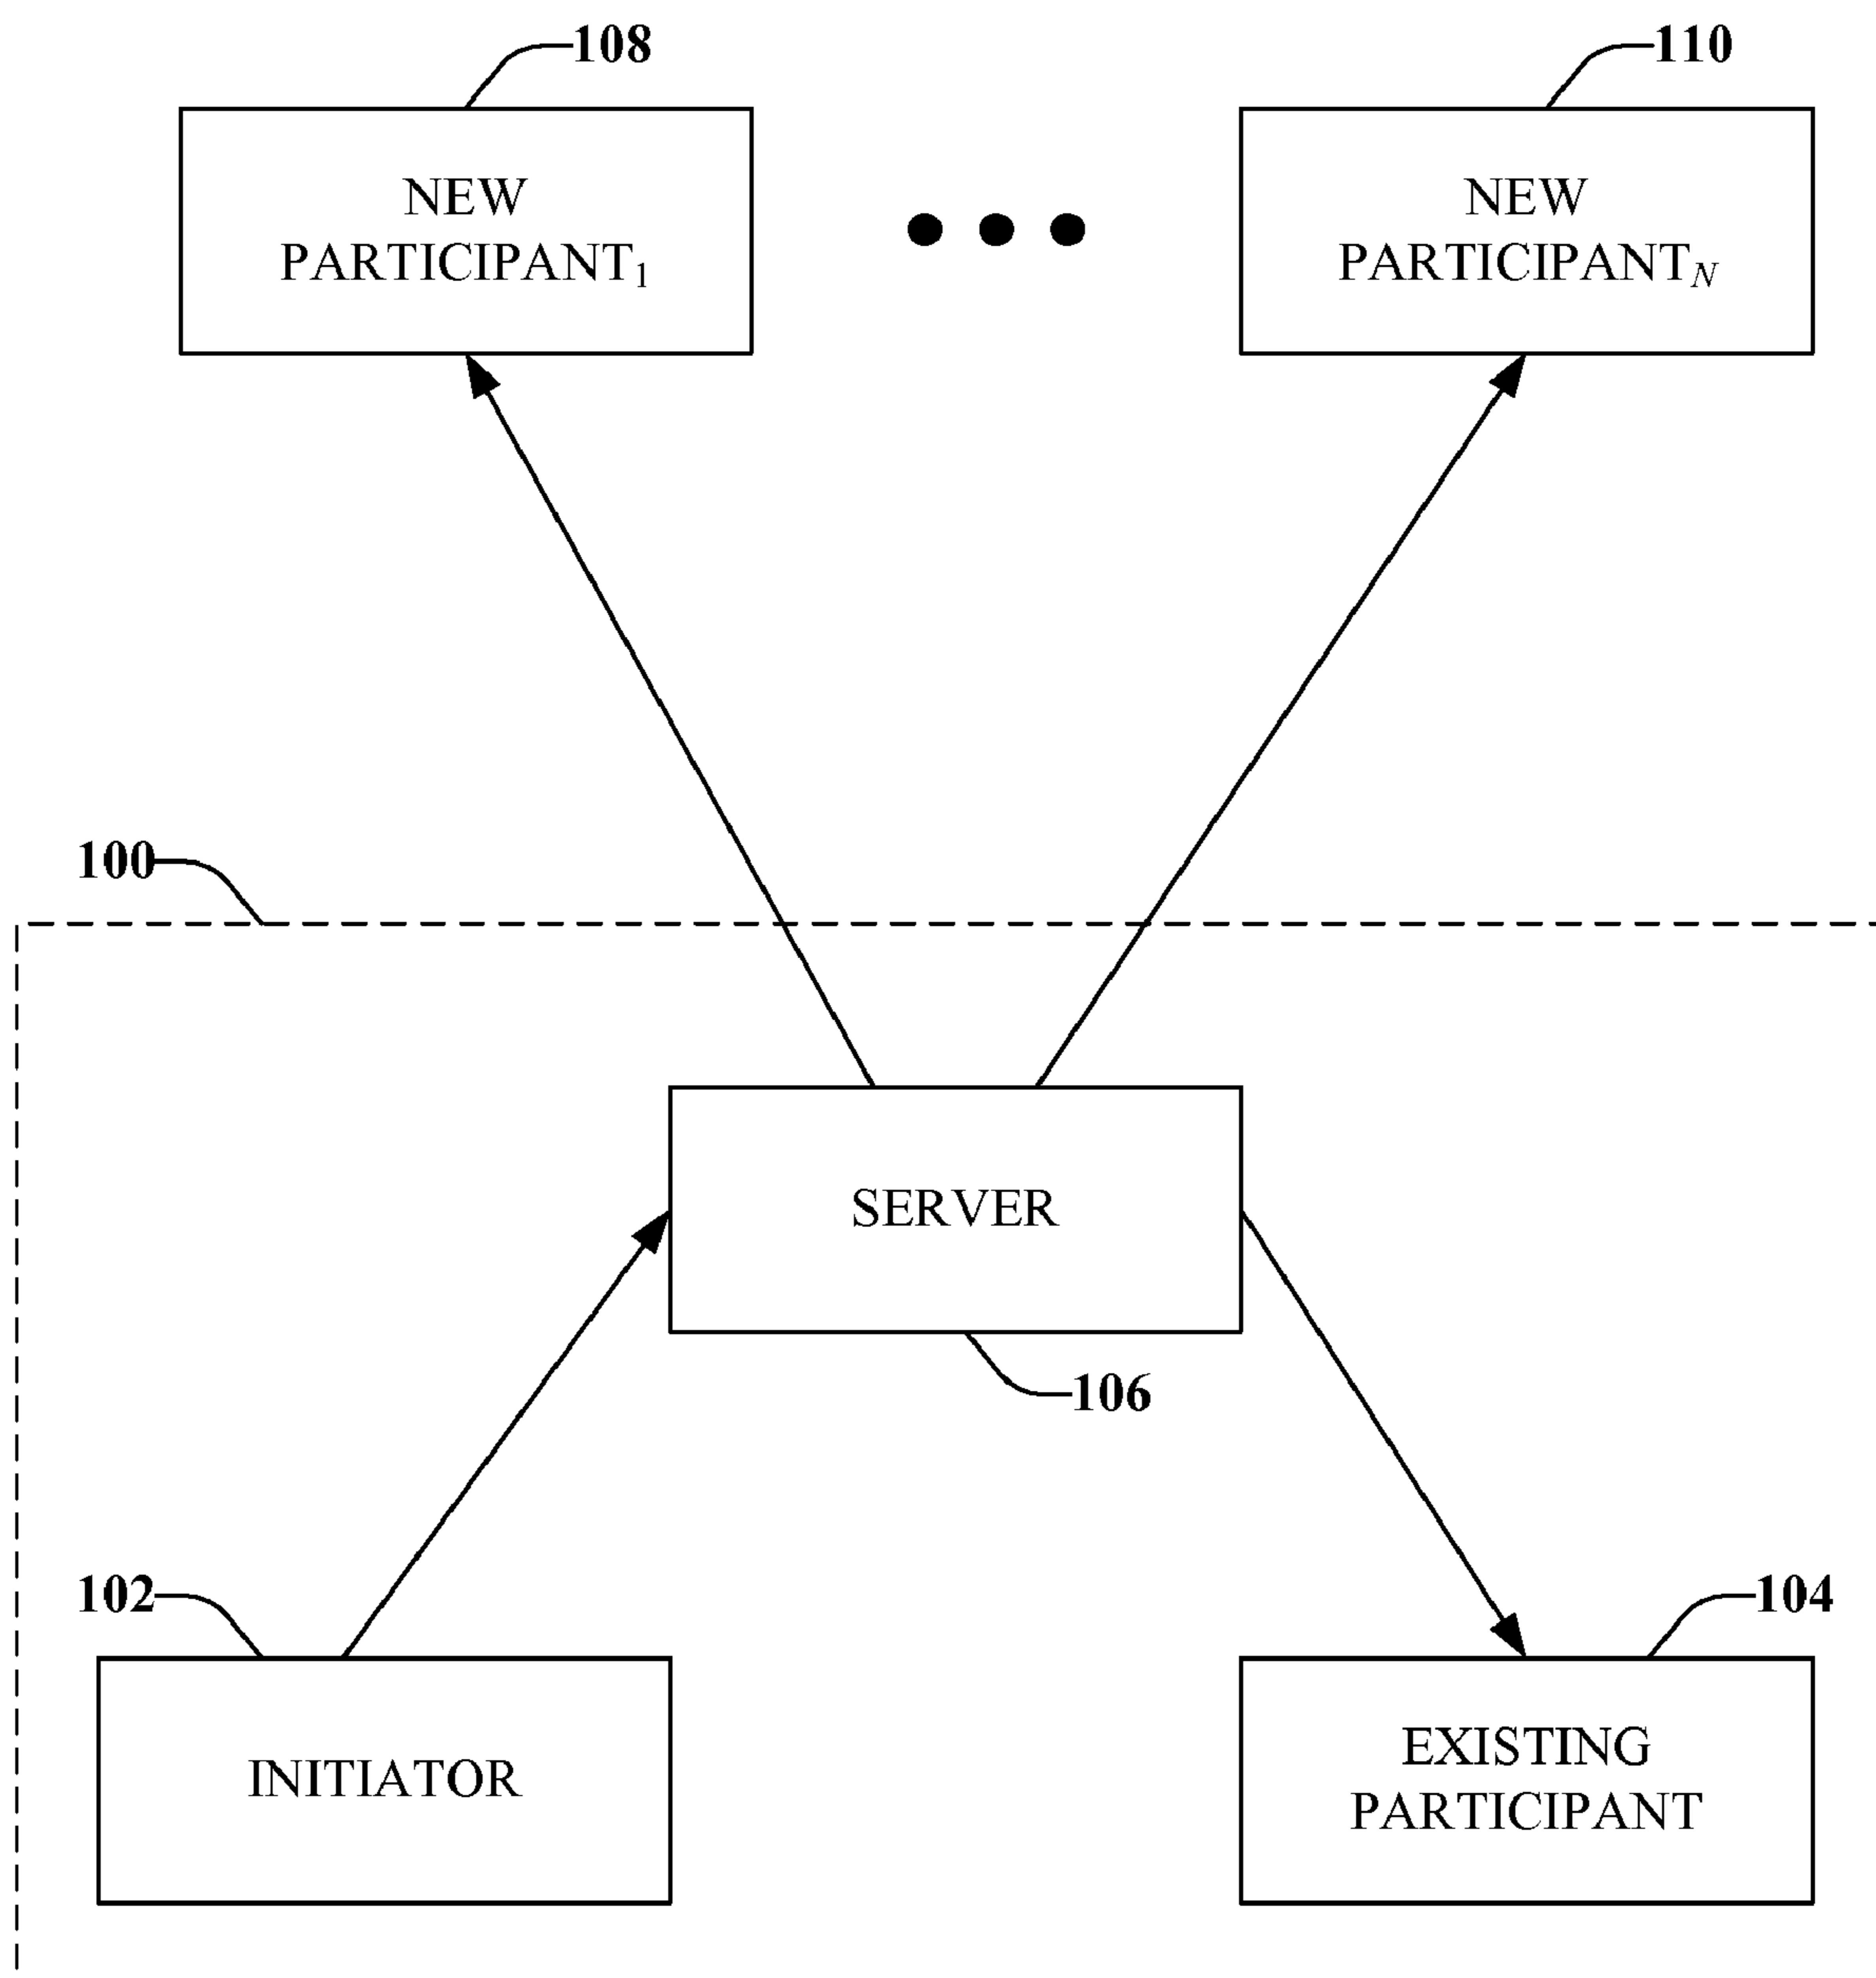 108
110
NEW
PARTICIPANT1
NEW
PARTICIPANTN
100
SERVER
106
102
104
INITIATOR
EXISTING
PARTICIPANT